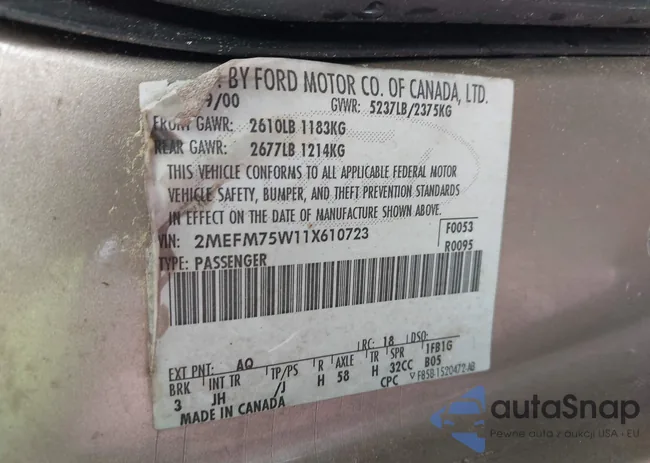 . BY FORD MOTOR CO. OF CANADA, LTD.
9/00 GVWR: 5237LB/2375KG
FRONT GAWR: 2610LB 1183KG
REAR GAWR: 2677LB 1214KG
THIS VEHICLE CONFORMS TO ALL APPLICABLE FEDERAL MOTOR
VEHICLE SAFETY, BUMPER, AND THEFT PREVENTION STANDARDS
IN EFFECT ON THE DATE OF MANUFACTURE SHOWN ABOVE.
VIN: 2MEFM75W11X610723 F0053
R0095
TYPE: PASSENGER
RC: 18 DSO:
EXT PNT: AQ
BRK INT TR TP/PS R AXLE TR SPR 1FB1G
3 JH /J H 58 H 32CC B05
CPC V F85B 1520472 AB
MADE IN CANADA
autaSnap
Pewne auta z aukcji USA - EU